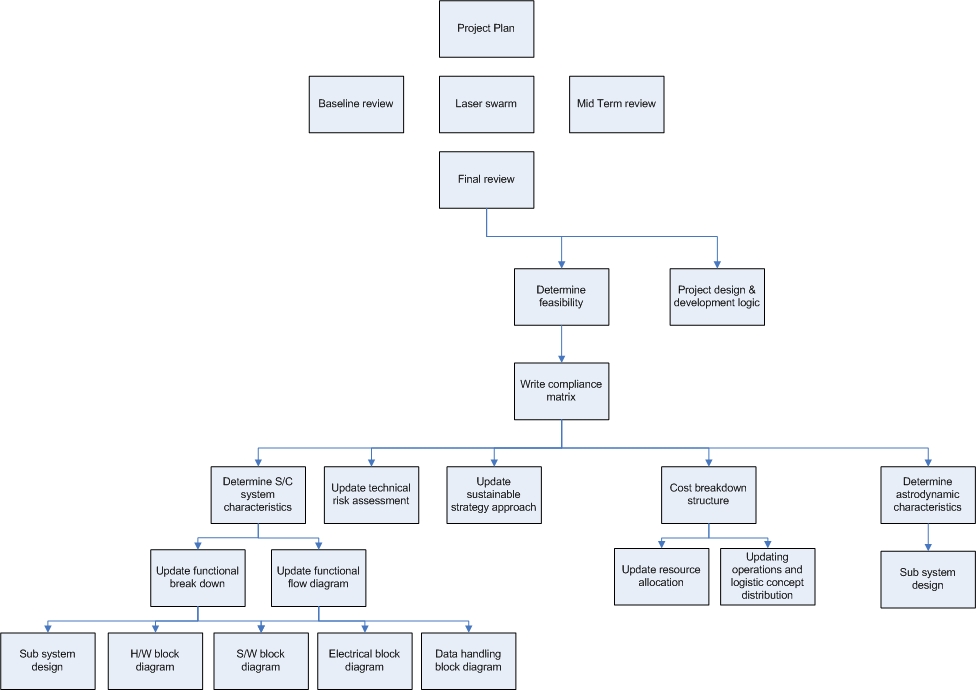 Project Plan
Baseline review
Laser swarm
Mid Term review
Final review
Determine
feasibility
Project design &
development logic
Write compliance
matrix
Determine S/C
system
characteristics
Update technical
risk assessment
Update
sustainable
strategy approach
Cost breakdown
structure
Determine
astrodynamic
characteristics
Update functional
break down
Update functional
flow diagram
Update resource
allocation
Updating
operations and
logistic concept
distribution
Sub system
design
Sub system
design
H/W block
diagram
S/W block
diagram
Electrical block
diagram
Data handling
block diagram